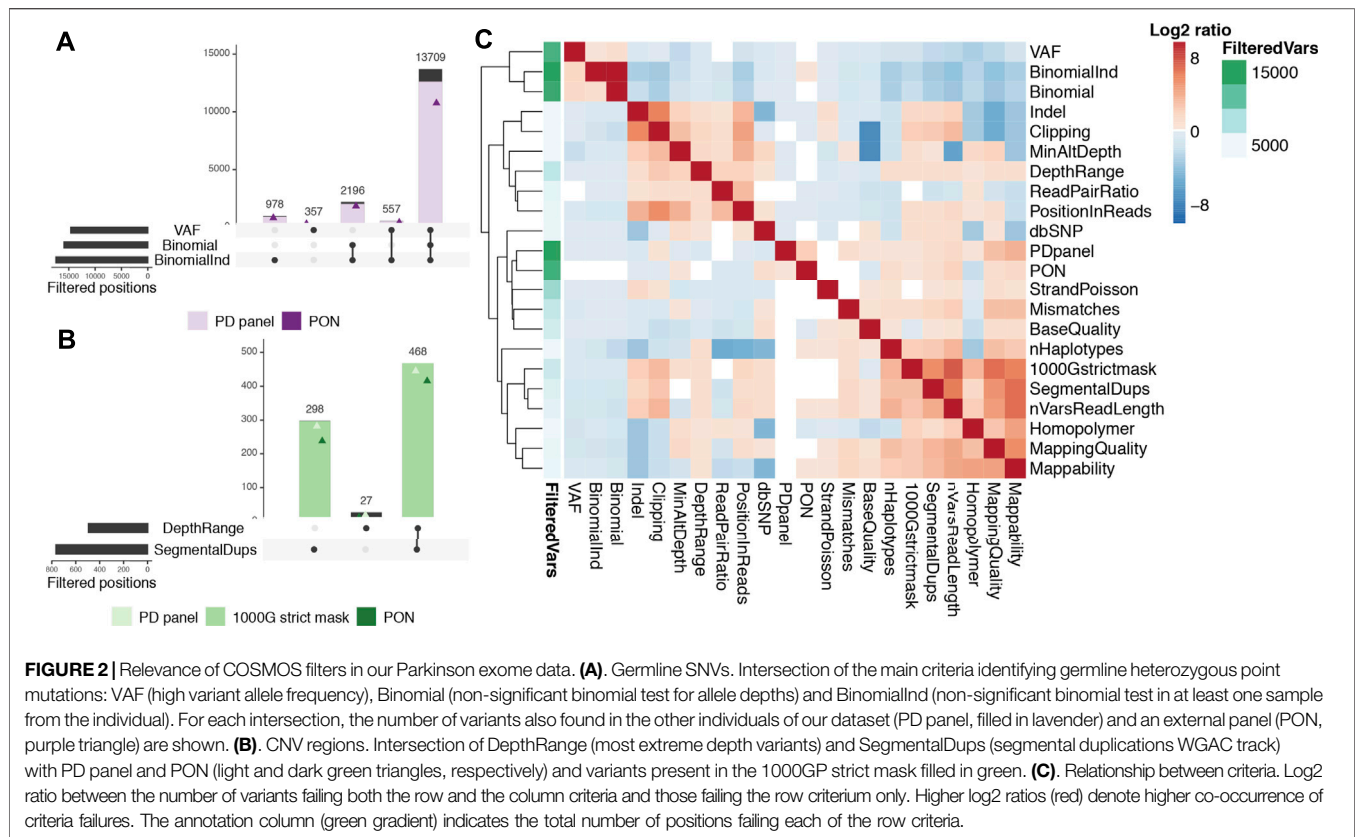 A
15000
10000
5000
0
978
357
2196
557
13709
VAF
Binomial
BinomialInd
15000 10000 5000 0
Filtered positions
PD panel PON
B
500
400
300
200
100
0
298
27
468
DepthRange
SegmentalDups
800 600 400 200 0
Filtered positions
PD panel 1000G strict mask PON
C
VAF
BinomialInd
Binomial
Indel
Clipping
MinAltDepth
DepthRange
ReadPairRatio
PositionInReads
dbSNP
PDpanel
PON
StrandPoisson
Mismatches
BaseQuality
nHaplotypes
1000Gstrictmask
SegmentalDups
nVarsReadLength
Homopolymer
MappingQuality
Mappability
FilteredVars
VAF
BinomialInd
Binomial
Indel
Clipping
MinAltDepth
DepthRange
ReadPairRatio
PositionInReads
dbSNP
PDpanel
PON
StrandPoisson
Mismatches
BaseQuality
nHaplotypes
1000Gstrictmask
SegmentalDups
nVarsReadLength
Homopolymer
MappingQuality
Mappability
Log2 ratio
8
0
−8
FilteredVars
15000
5000
FIGURE 2 | Relevance of COSMOS filters in our Parkinson exome data. (A). Germline SNVs. Intersection of the main criteria identifying germline heterozygous point
mutations: VAF (high variant allele frequency), Binomial (non-significant binomial test for allele depths) and BinomialInd (non-significant binomial test in at least one sample
from the individual). For each intersection, the number of variants also found in the other individuals of our dataset (PD panel, filled in lavender) and an external panel (PON,
purple triangle) are shown. (B). CNV regions. Intersection of DepthRange (most extreme depth variants) and SegmentalDups (segmental duplications WGAC track)
with PD panel and PON (light and dark green triangles, respectively) and variants present in the 1000GP strict mask filled in green. (C). Relationship between criteria. Log2
ratio between the number of variants failing both the row and the column criteria and those failing the row criterium only. Higher log2 ratios (red) denote higher co-occurrence of
criteria failures. The annotation column (green gradient) indicates the total number of positions failing each of the row criteria.